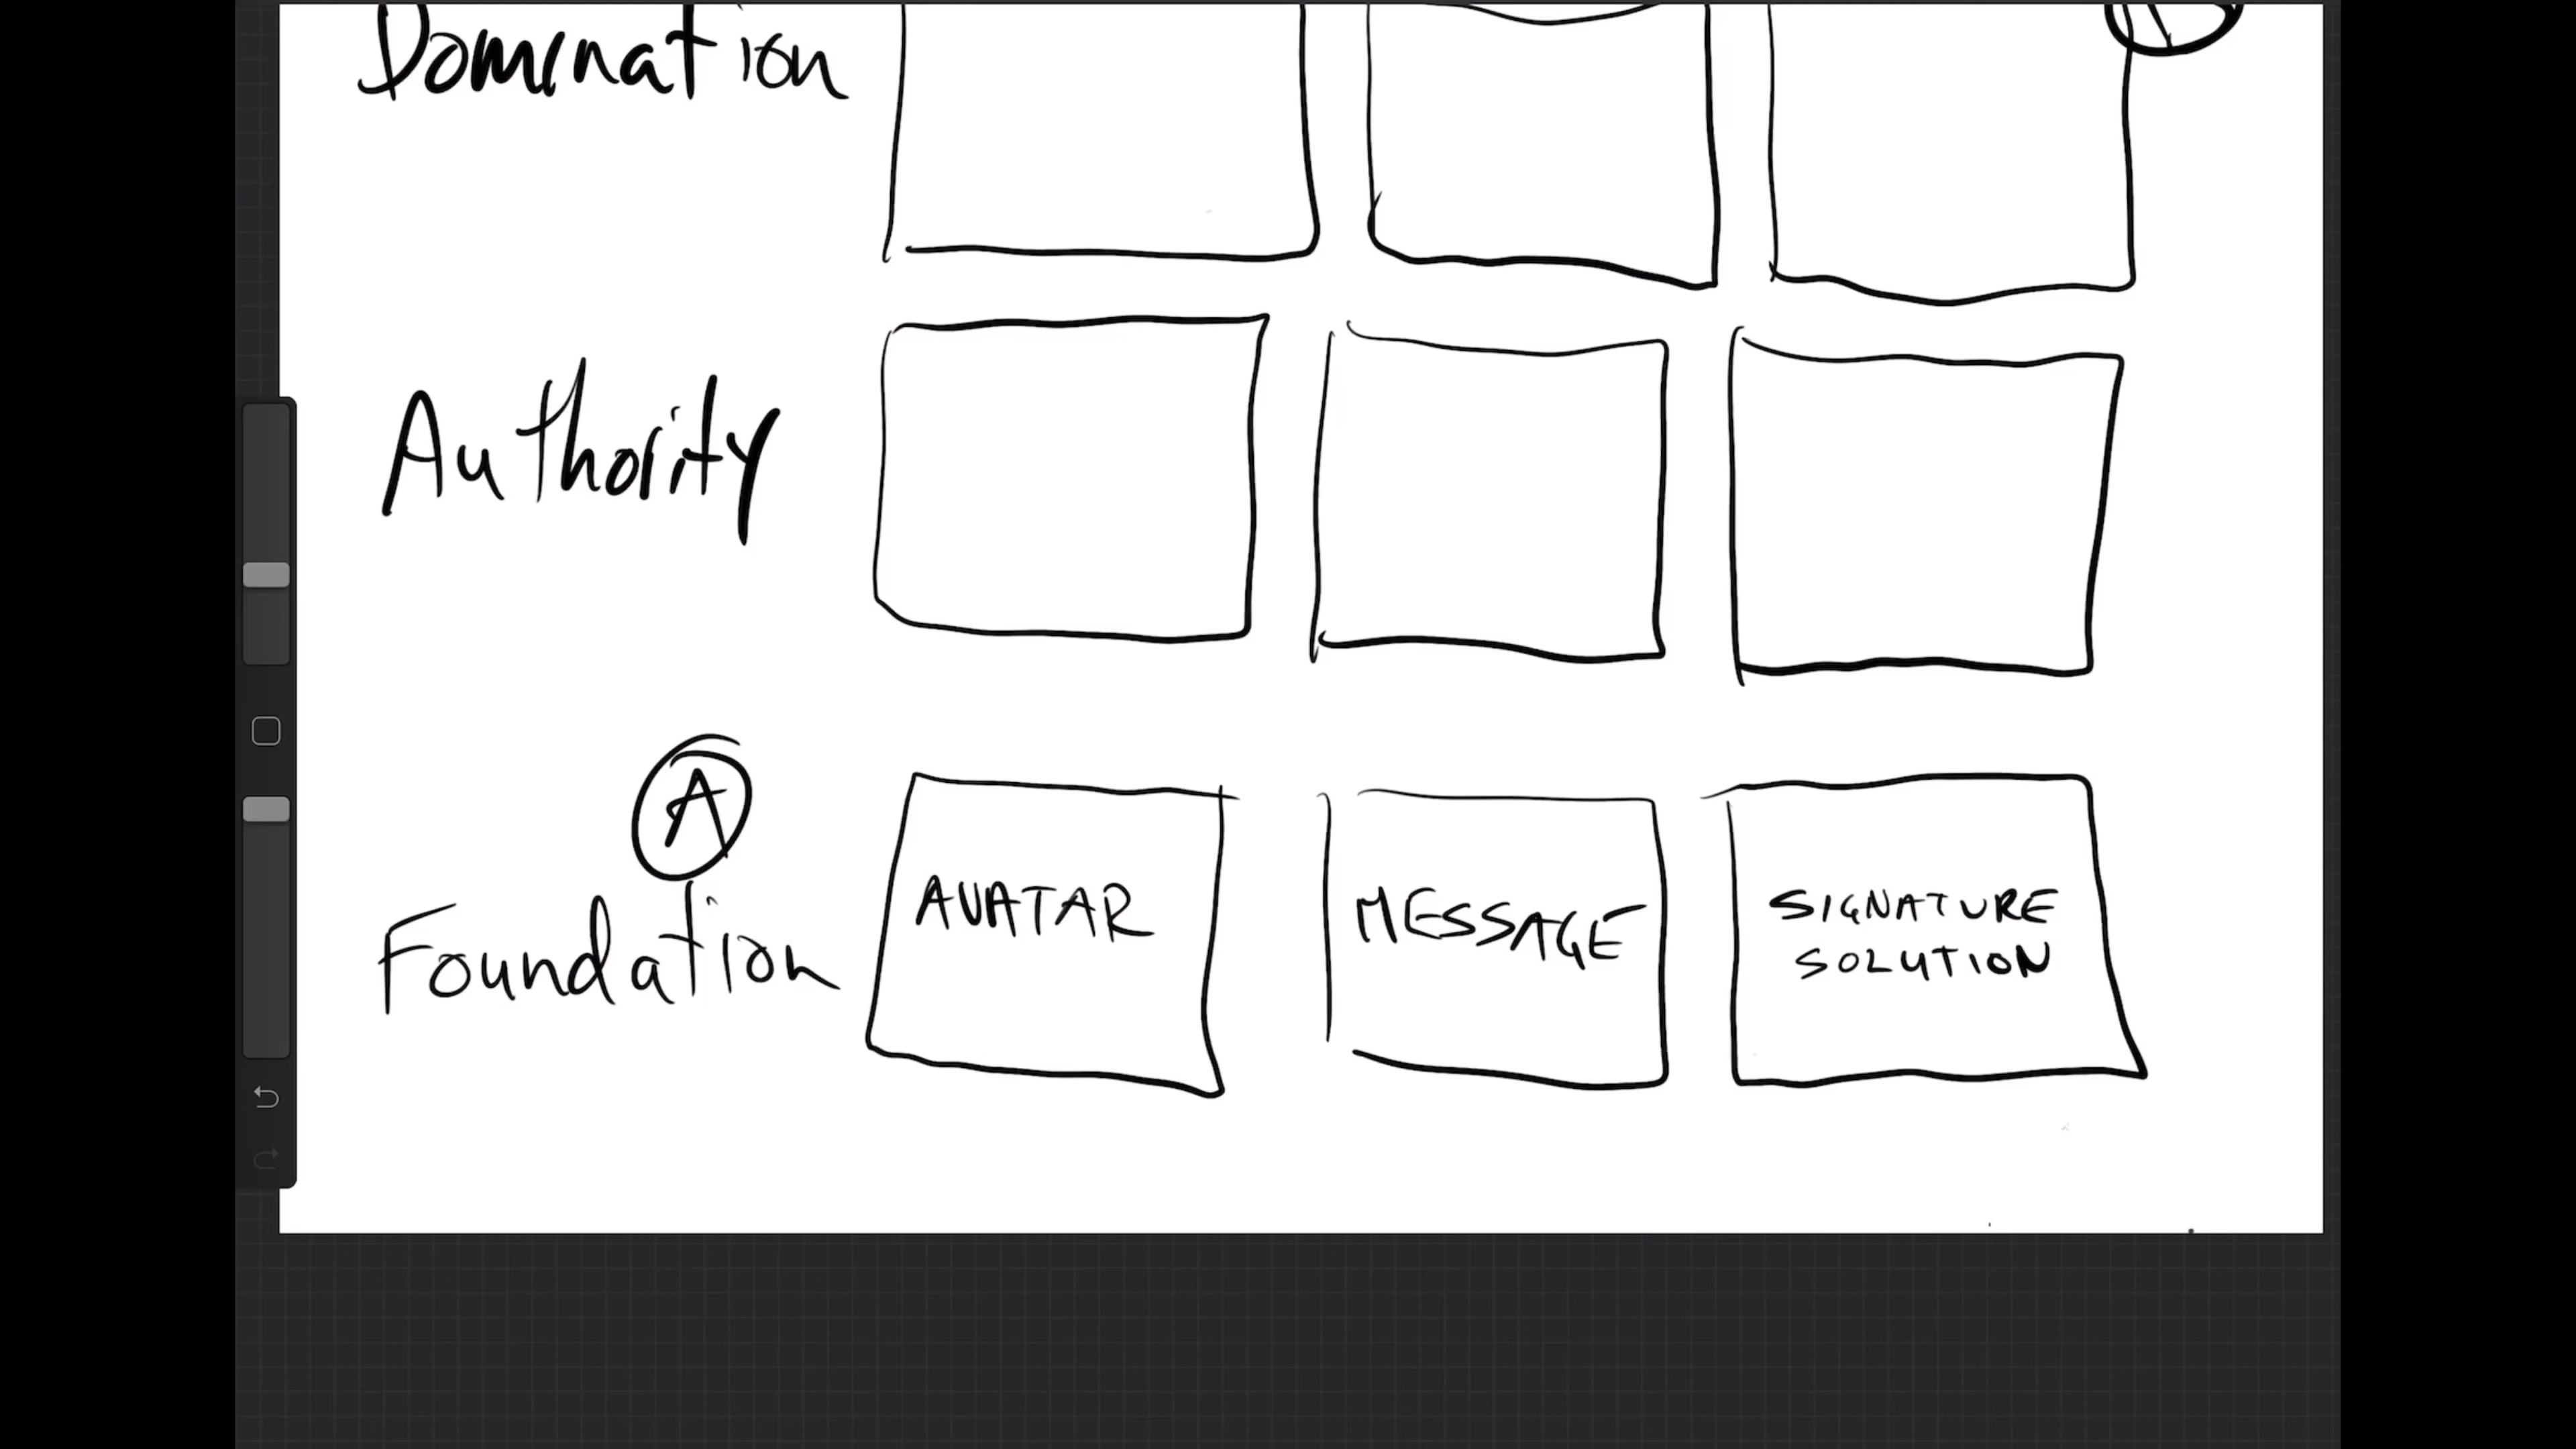 Domination
Authority
A
Foundation
AVATAR
MESSAGE
SIGNATURE
SOLUTION